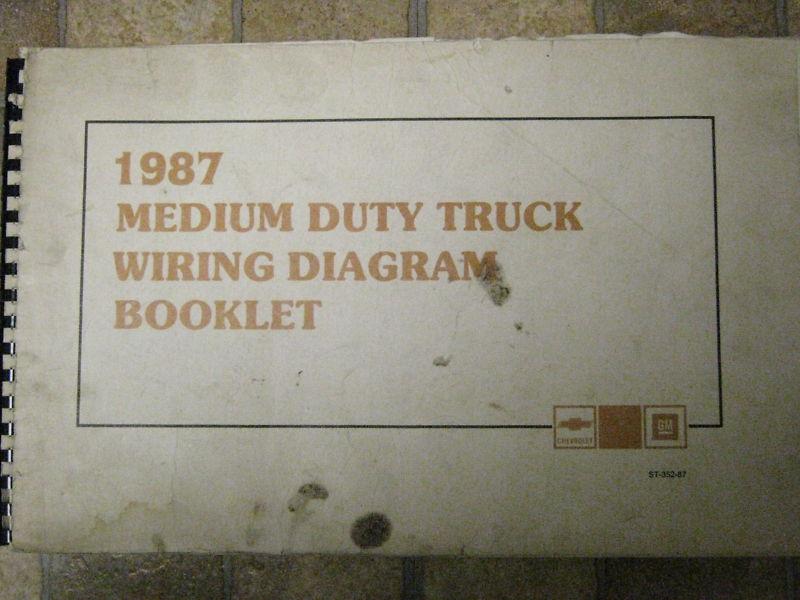 1987
MEDIUM DUTY TRUCK
WIRING DIAGRAM
BOOKLET
CHEVROLET
GM
ST-352-87